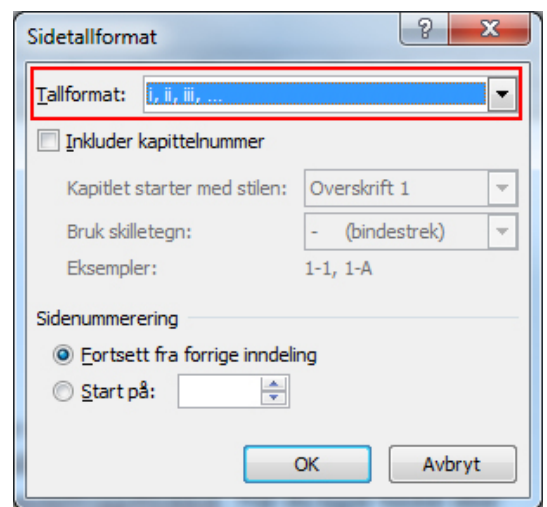 Sidetallformat
Tallformat: i, ii, iii, ...
Inkluder kapittelnummer
Kapitlet starter med stilen: Overskrift 1
Bruk skilletegn: - (bindestrek)
Eksempler: 1-1, 1-A
Sidenummerering
Fortsett fra forrige inndeling
Start på:
OK Avbryt